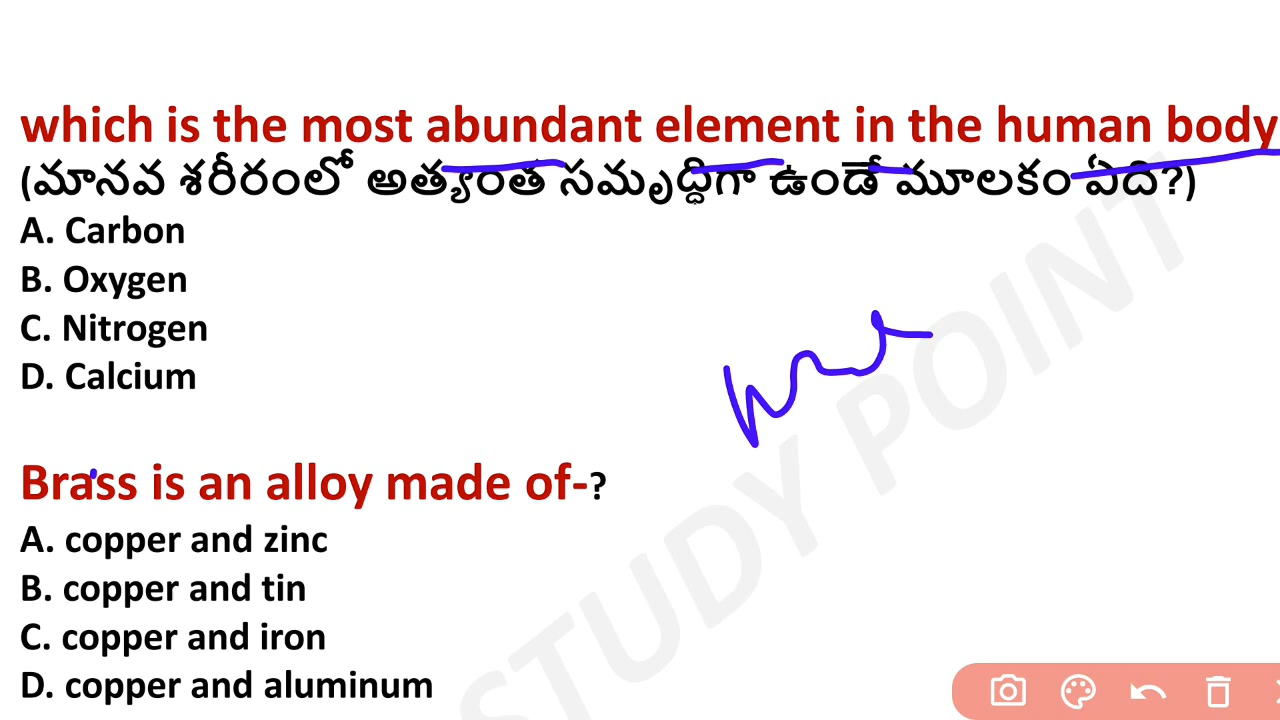 which is the most abundant element in the human body
(మానవ శరీరంలో అత్యంత సమృద్ధిగా ఉండే మూలకం ఏది?)
A. Carbon
B. Oxygen
C. Nitrogen
D. Calcium
Brass is an alloy made of-?
A. copper and zinc
B. copper and tin
C. copper and iron
D. copper and aluminum
STUDY POINT